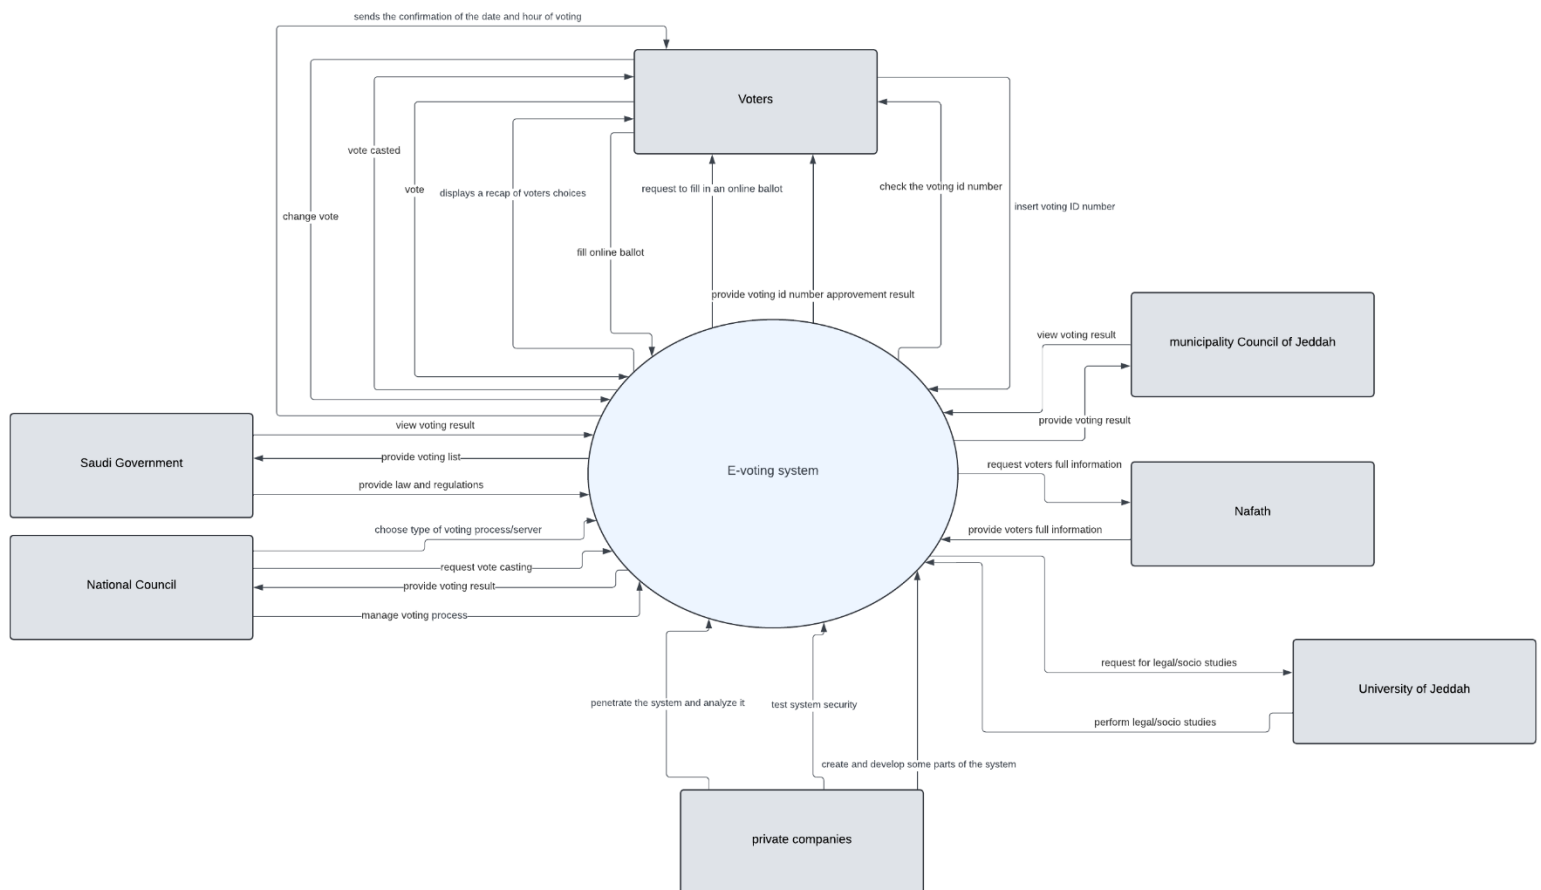 sends the confirmation of the date and hour of voting
Voters
vote casted
vote
displays a recap of voters choices
request to fill in an online ballot
check the voting id number
insert voting ID number
change vote
fill online ballot
provide voting id number approvement result
view voting result
municipality Council of Jeddah
provide voting result
Saudi Government
view voting result
provide voting list
provide law and regulations
E-voting system
request voters full information
Nafath
provide voters full information
National Council
choose type of voting process/server
request vote casting
provide voting result
manage voting process
request for legal/socio studies
University of Jeddah
perform legal/socio studies
penetrate the system and analyze it
test system security
create and develop some parts of the system
private companies